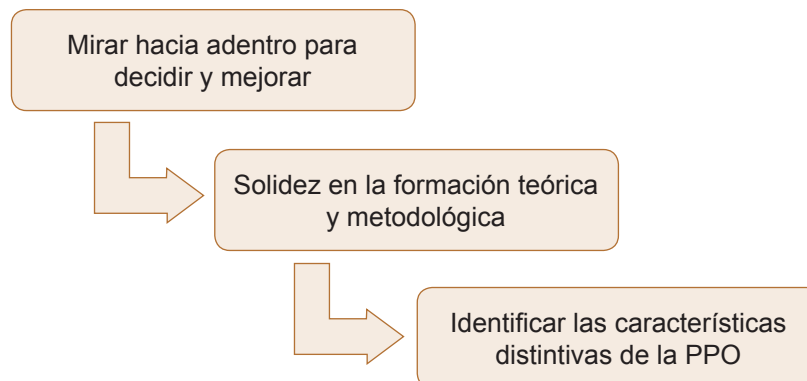 Mirar hacia adentro para
decidir y mejorar
Solidez en la formación teórica
y metodológica
Identificar las características
distintivas de la PPO